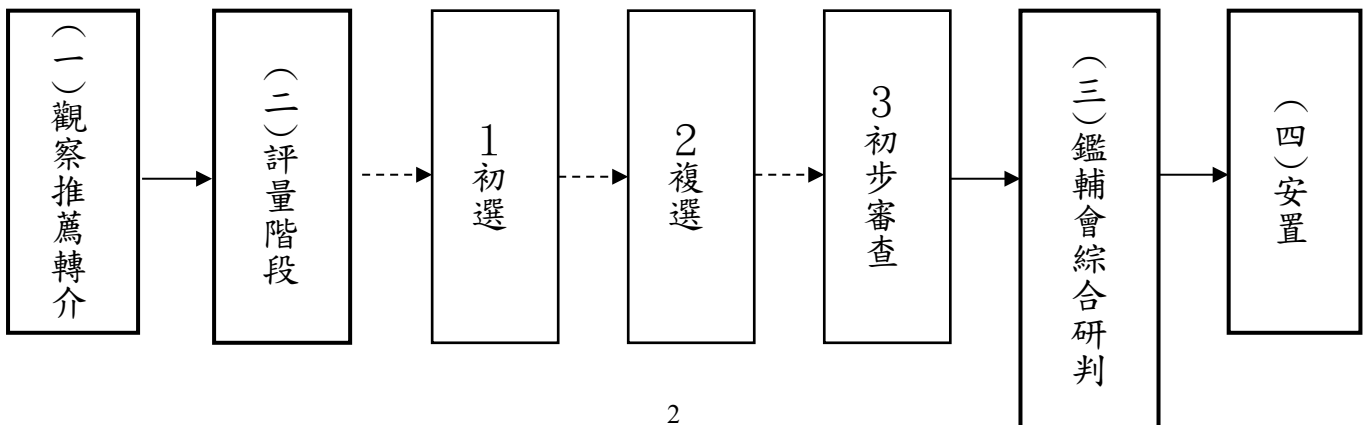 （一）觀察推薦轉介
（二）評量階段
1初選
2複選
3初步審查
（三）鑑輔會綜合研判
（四）安置
2